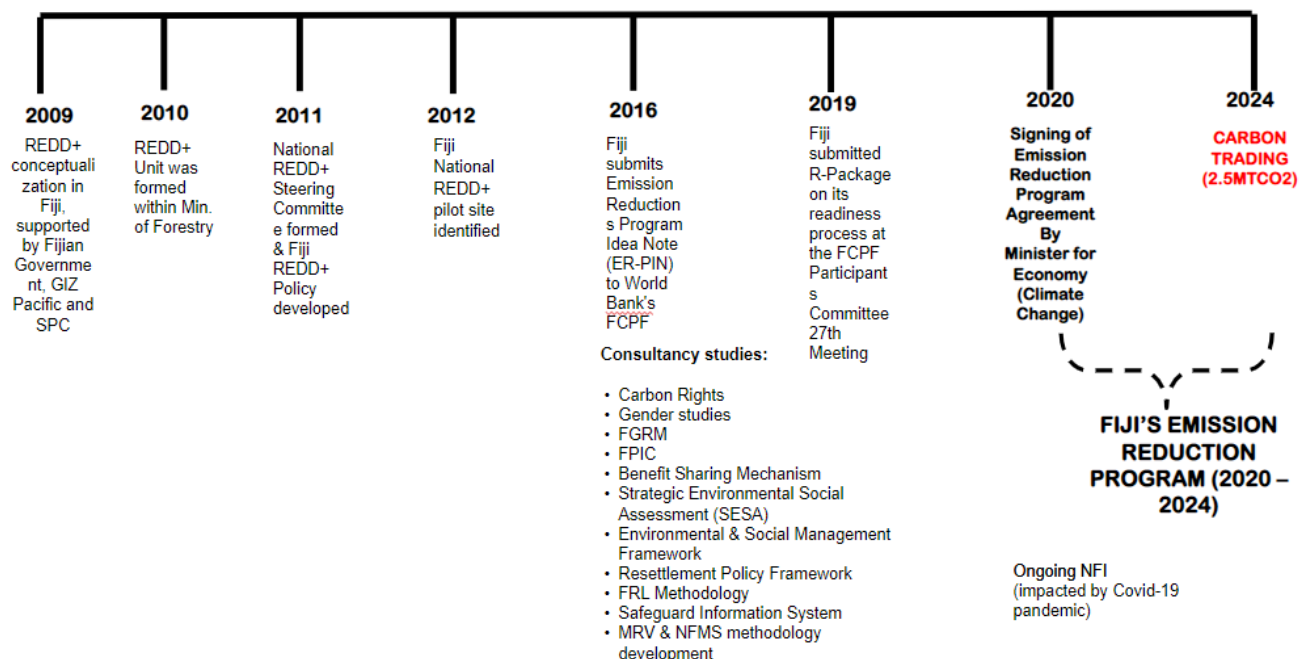 2009
REDD+
conceptuali
zation in
Fiji,
supported
by Fijian
Governme
nt, GIZ
Pacific and
SPC
2010
REDD+
Unit was
formed
within Min.
of Forestry
2011
National
REDD+
Steering
Committe
e formed
& Fiji
REDD+
Policy
developed
2012
Fiji
National
REDD+
pilot site
identified
2016
Fiji
submits
Emission
Reduction
s Program
Idea Note
(ER-PIN)
to World
Bank's
FCPF
Consultancy studies:
• Carbon Rights
• Gender studies
• FGRM
• FPIC
• Benefit Sharing Mechanism
• Strategic Environmental Social
Assessment (SESA)
• Environmental & Social Management
Framework
• Resettlement Policy Framework
• FRL Methodology
• Safeguard Information System
• MRV & NFMS methodology
development
2019
Fiji
submitted
R-Package
on its
readiness
process at
the FCPF
Participant
s
Committee
27th
Meeting
2020
Signing of
Emission
Reduction
Program
Agreement
By
Minister for
Economy
(Climate
Change)
2024
CARBON
TRADING
(2.5MTCO2)
FIJI'S EMISSION
REDUCTION
PROGRAM (2020 –
2024)
Ongoing NFI
(impacted by Covid-19
pandemic)